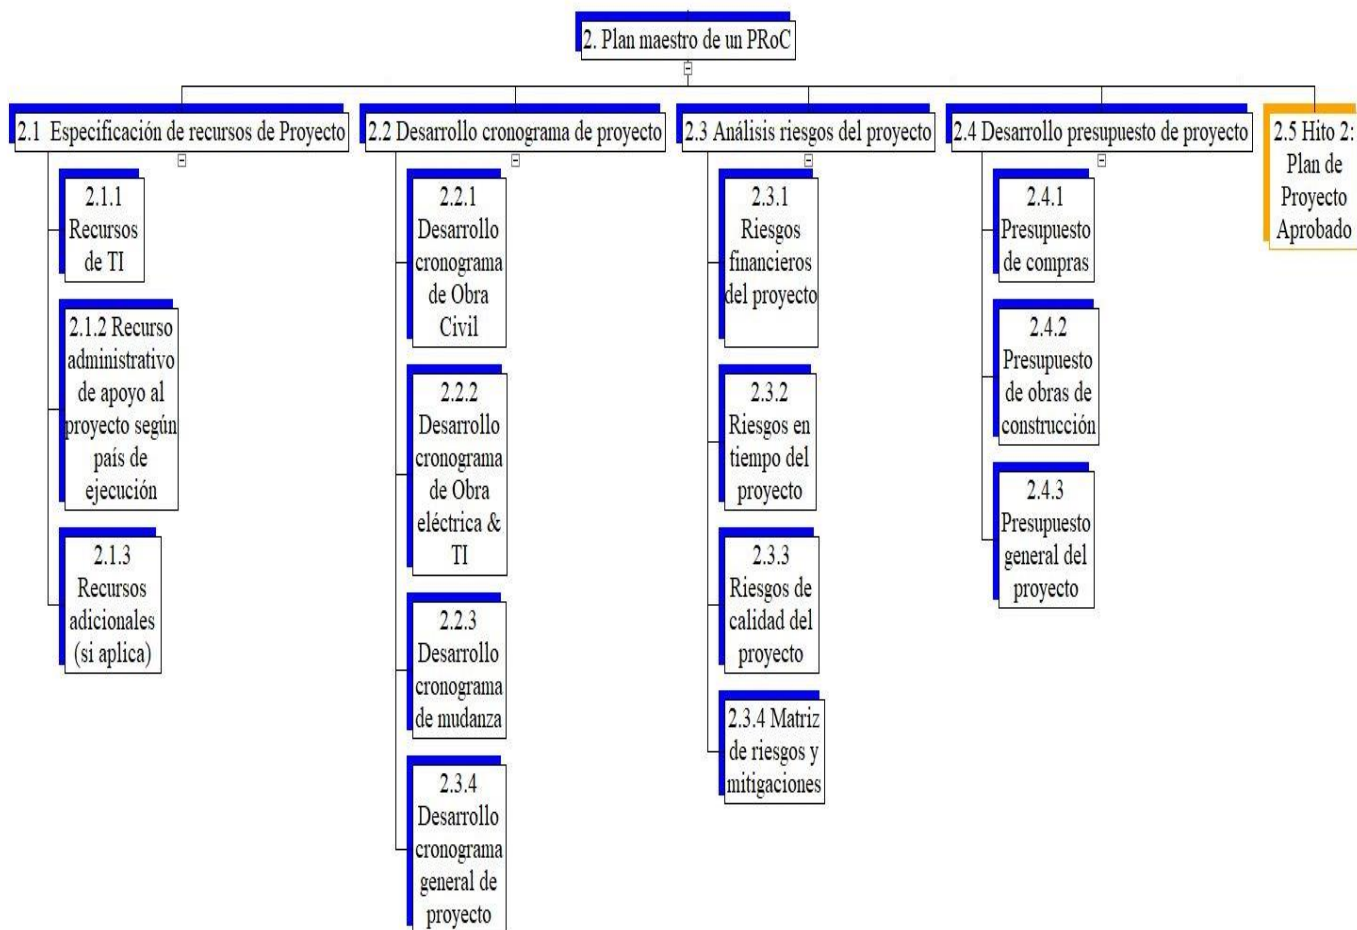 2. Plan maestro de un PRoC
2.1 Especificación de recursos de Proyecto
2.1.1
Recursos
de TI
2.1.2 Recurso
administrativo
de apoyo al
proyecto según
país de
ejecución
2.1.3
Recursos
adicionales
(si aplica)
2.2 Desarrollo cronograma de proyecto
2.2.1
Desarrollo
cronograma
de Obra
Civil
2.2.2
Desarrollo
cronograma
de Obra
eléctrica &
TI
2.2.3
Desarrollo
cronograma
de mudanza
2.3.4
Desarrollo
cronograma
general de
proyecto
2.3 Análisis riesgos del proyecto
2.3.1
Riesgos
financieros
del proyecto
2.3.2
Riesgos en
tiempo del
proyecto
2.3.3
Riesgos de
calidad del
proyecto
2.3.4 Matriz
de riesgos y
mitigaciones
2.4 Desarrollo presupuesto de proyecto
2.4.1
Presupuesto
de compras
2.4.2
Presupuesto
de obras de
construcción
2.4.3
Presupuesto
general del
proyecto
2.5 Hito 2:
Plan de
Proyecto
Aprobado